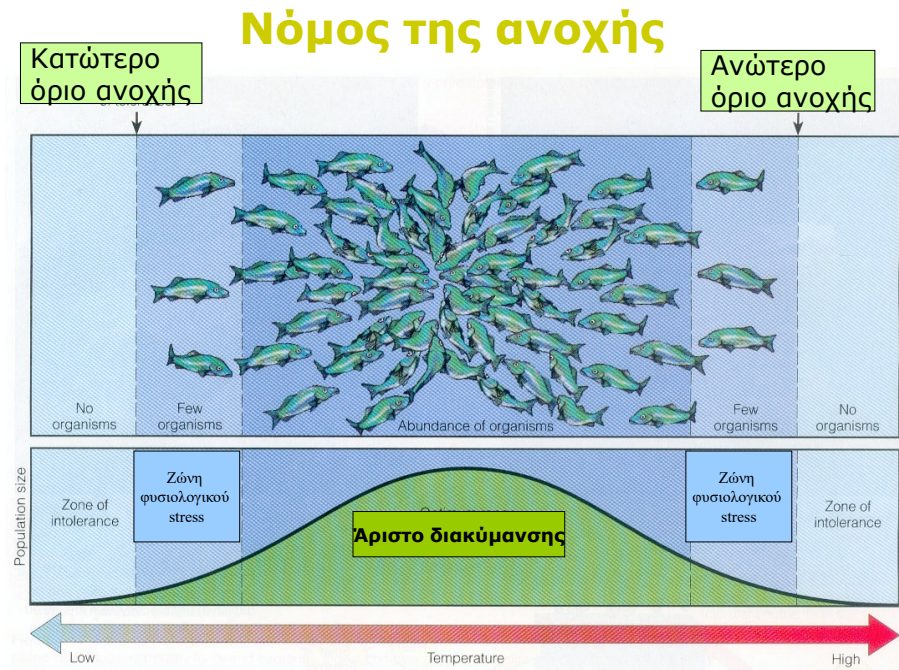 Νόμος της ανοχής
Κατώτερο
όριο ανοχής
Ανώτερο
όριο ανοχής
No
organisms
Few
organisms
Abundance of organisms
Few
organisms
No
organisms
Population size
Zone of
intolerance
Ζώνη
φυσιολογικού
stress
Άριστο διακύμανσης
Ζώνη
φυσιολογικού
stress
Zone of
intolerance
Low
Temperature
High